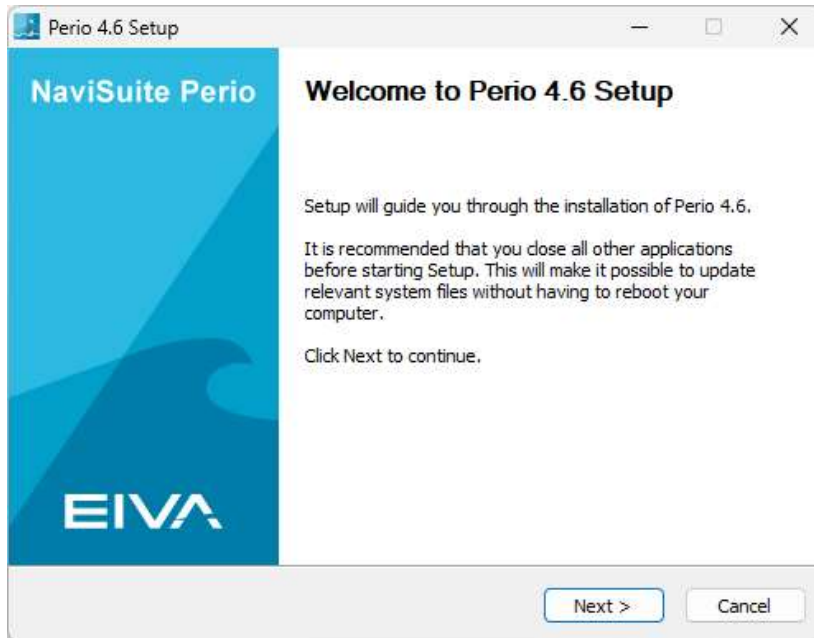 Perio 4.6 Setup
NaviSuite Perio
Welcome to Perio 4.6 Setup
Setup will guide you through the installation of Perio 4.6.
It is recommended that you close all other applications
before starting Setup. This will make it possible to update
relevant system files without having to reboot your
computer.
Click Next to continue.
EIVA
Next >
Cancel